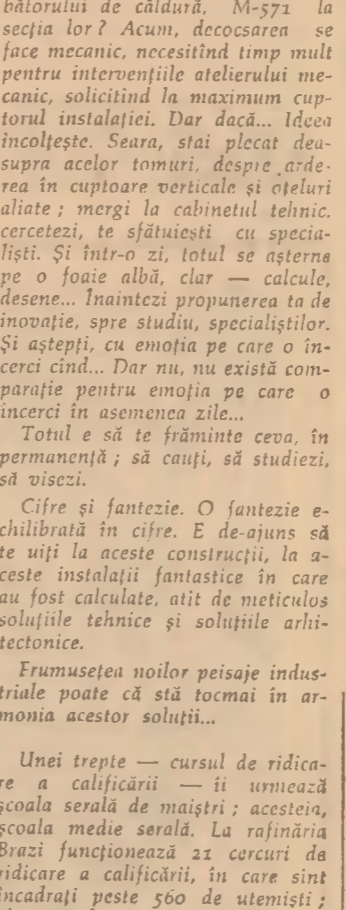 bătorului de căldură, M-571 la
secția lor? Acum, decocsarea se
face mecanic, necesitînd timp mult
pentru intervențiile atelierului me-
canic, solicitînd la maximum cup-
torul instalației. Dar dacă... Ideea
încolțește. Seara, stai plecat dea-
supra acelor tomuri, despre arde-
rea în cuptoare verticale și oțeluri
aliate; mergi la cabinetul tehnic,
cercetezi, te sfătuiești cu specia-
liști. Și într-o zi, totul se așterne
pe o foaie albă, clar — calcule,
desene... Înaintezi propunerea ta de
inovație, spre studiu, specialiștilor.
Și aștepți, cu emoția pe care o în-
cerci cînd... Dar nu, nu există com-
parație pentru emoția pe care o
încerci în asemenea zile...
Totul e să te frămînte ceva, în
permanență; să cauți, să studiezi,
să visezi.
Cifre și fantezie. O fantezie e-
chilibrată în cifre. E de-ajuns să
te uiți la aceste construcții, la a-
ceste instalații fantastice în care
au fost calculate, atît de meticulos
soluțiile tehnice și soluțiile arhi-
tectonice.
Frumusețea noilor peisaje indus-
triale poate că stă tocmai în ar-
monia acestor soluții...
Unei trepte — cursul de ridica-
re a calificării — îi urmează
școala serală de maiștri; acesteia,
școala medie serală. La rafinăria
Brazi funcționează 21 cercuri de
ridicare a calificării, în care sînt
încadrați peste 560 de utemiști;